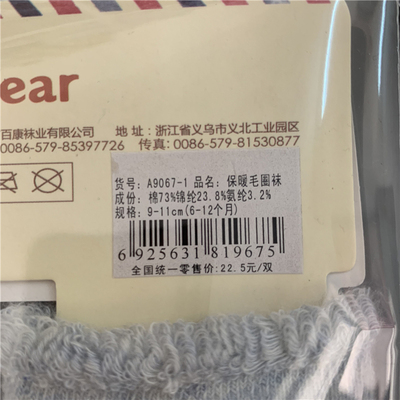 ear
百康袜业有限公司 地址:浙江省义乌市义北工业园区
0086-579-85397726 传真:0086-579-81530877
货号: A9067-1 品名: 保暖毛圈袜
成份: 棉73%锦纶23.8%氨纶3.2%
规格: 9-11cm(6-12个月)
6 925631 819675
全国统一零售价:22.5元/双